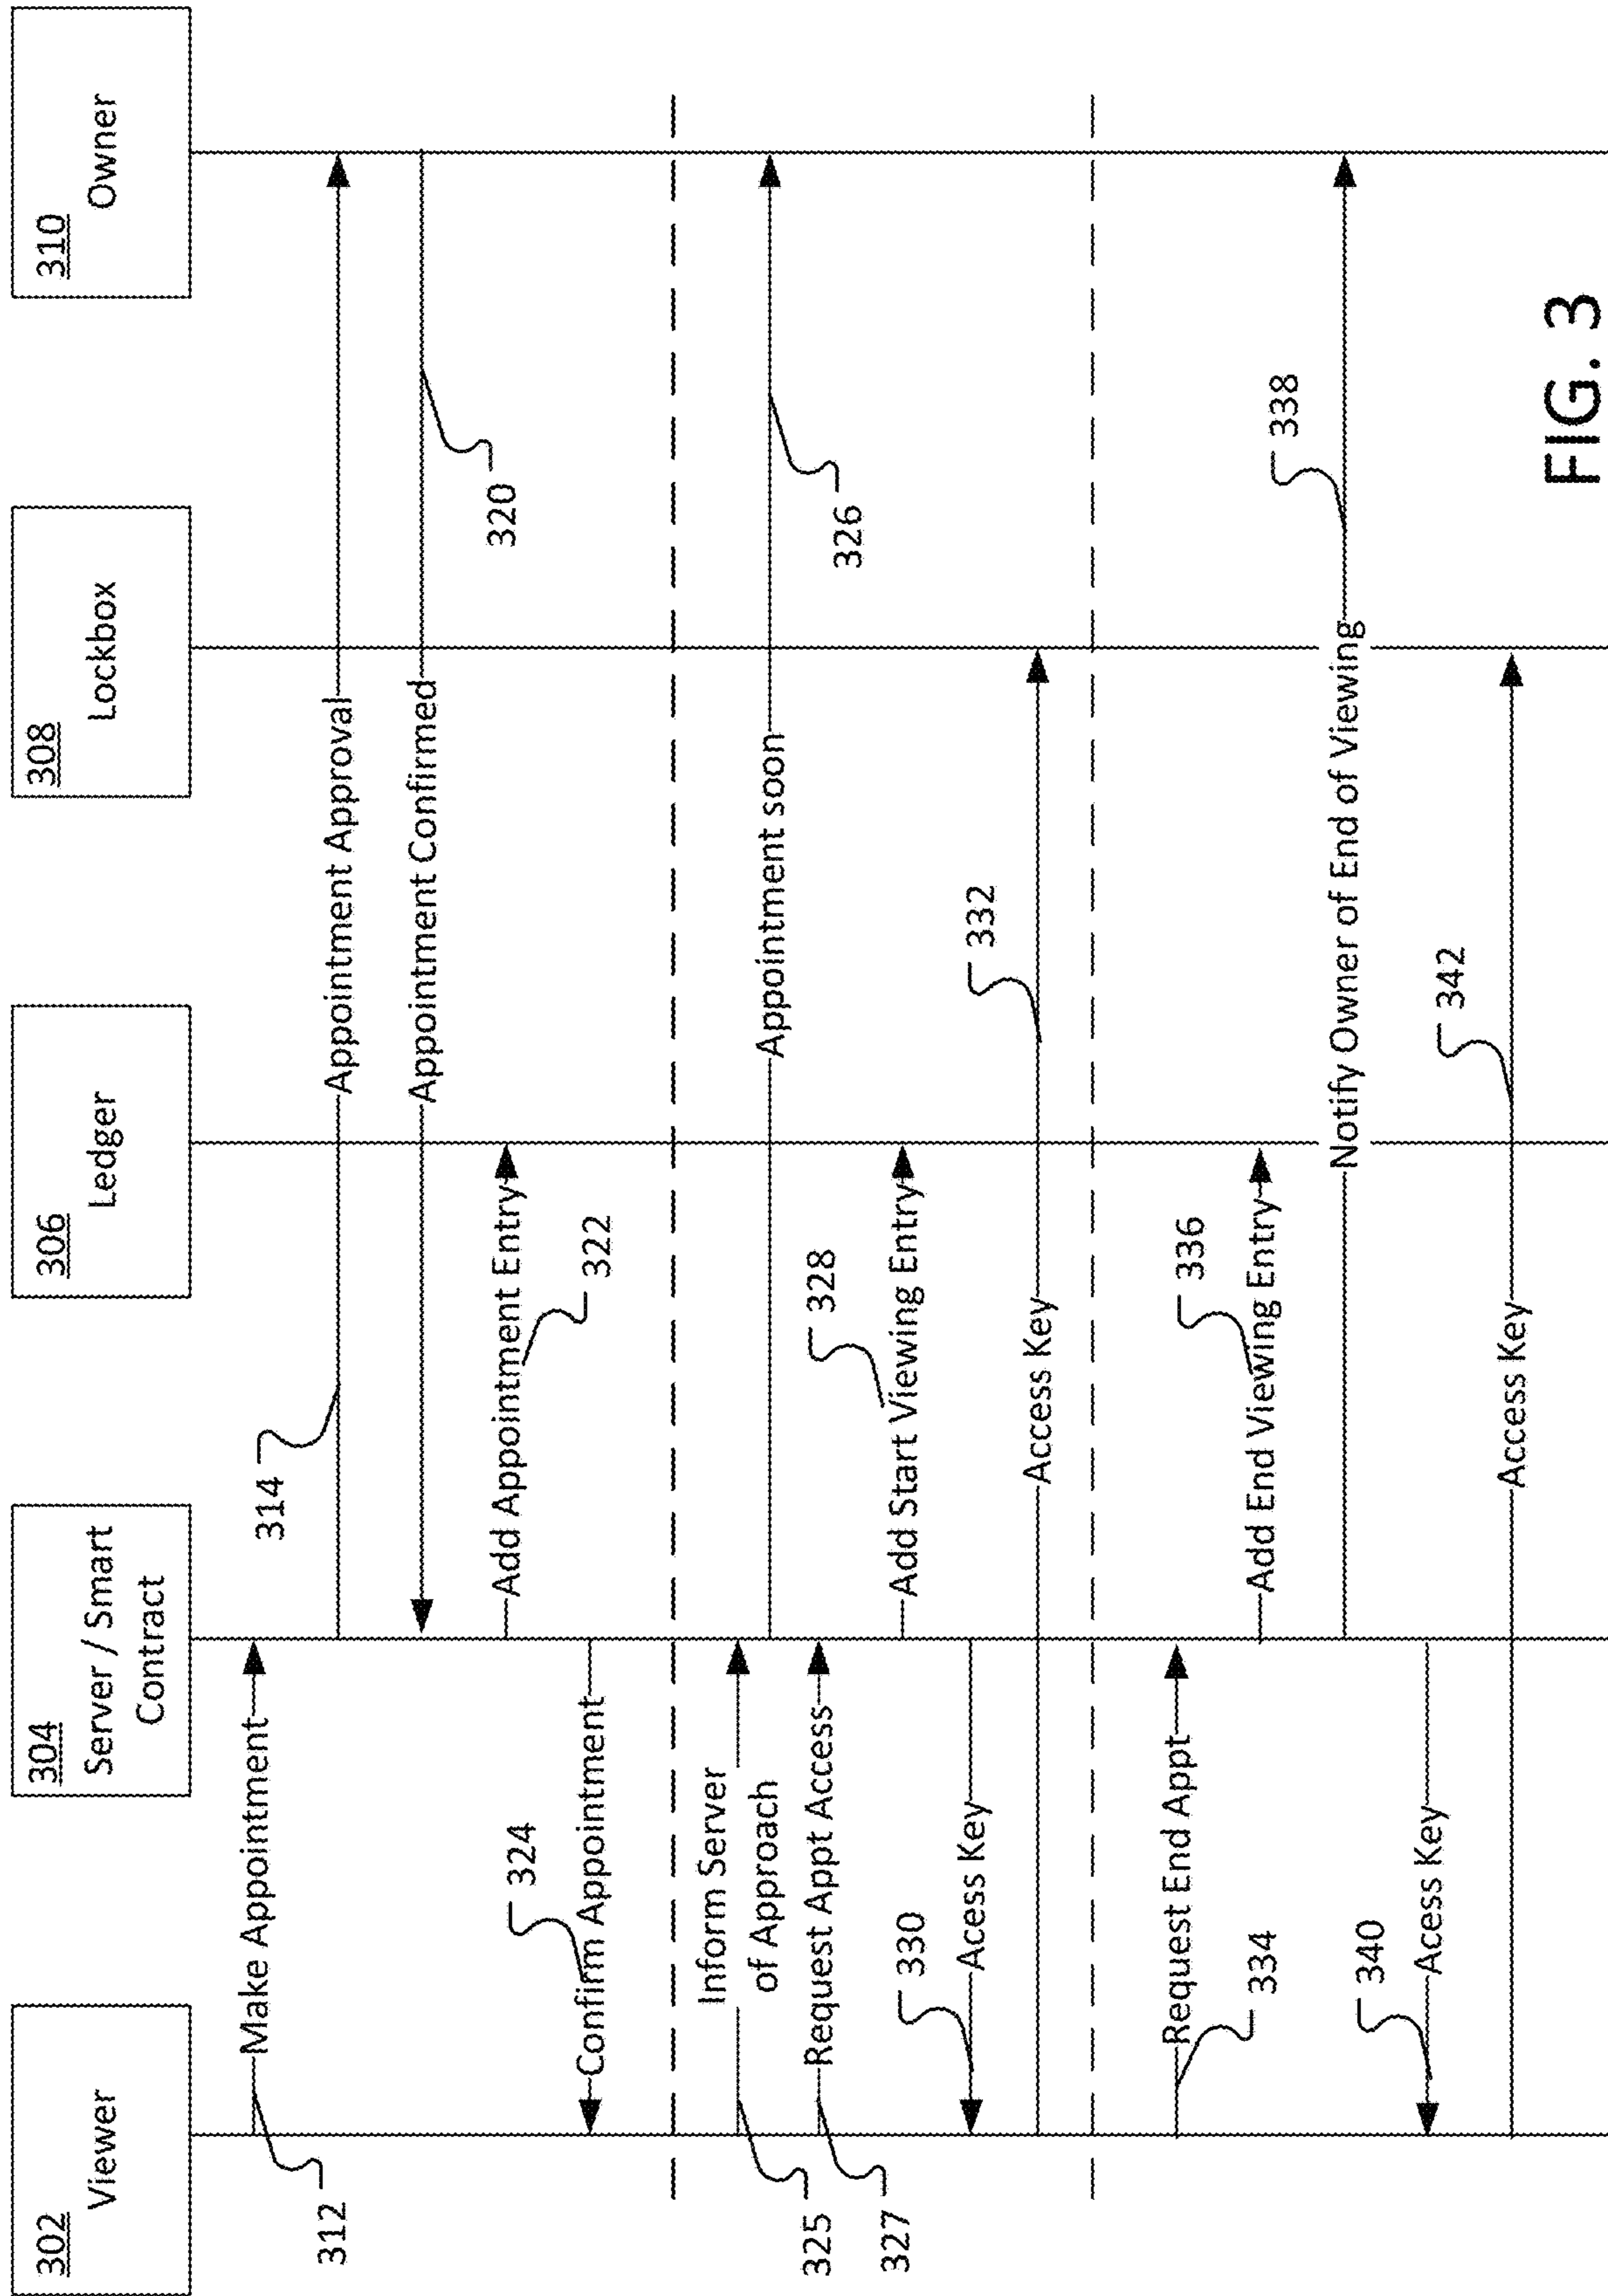 302
Viewer
304
Server / Smart
Contract
306
Ledger
308
Lockbox
310
Owner
312
Make Appointment
314
Appointment Approval
Appointment Confirmed
320
Add Appointment Entry
322
324
Confirm Appointment
Inform Server
of Approach
325
Appointment soon
326
Request Appt Access
327
328
Add Start Viewing Entry
330
Acess Key
332
Access Key
Request End Appt
334
336
Add End Viewing Entry
338
Notify Owner of End of Viewing
340
Acess Key
342
Access Key
FIG. 3